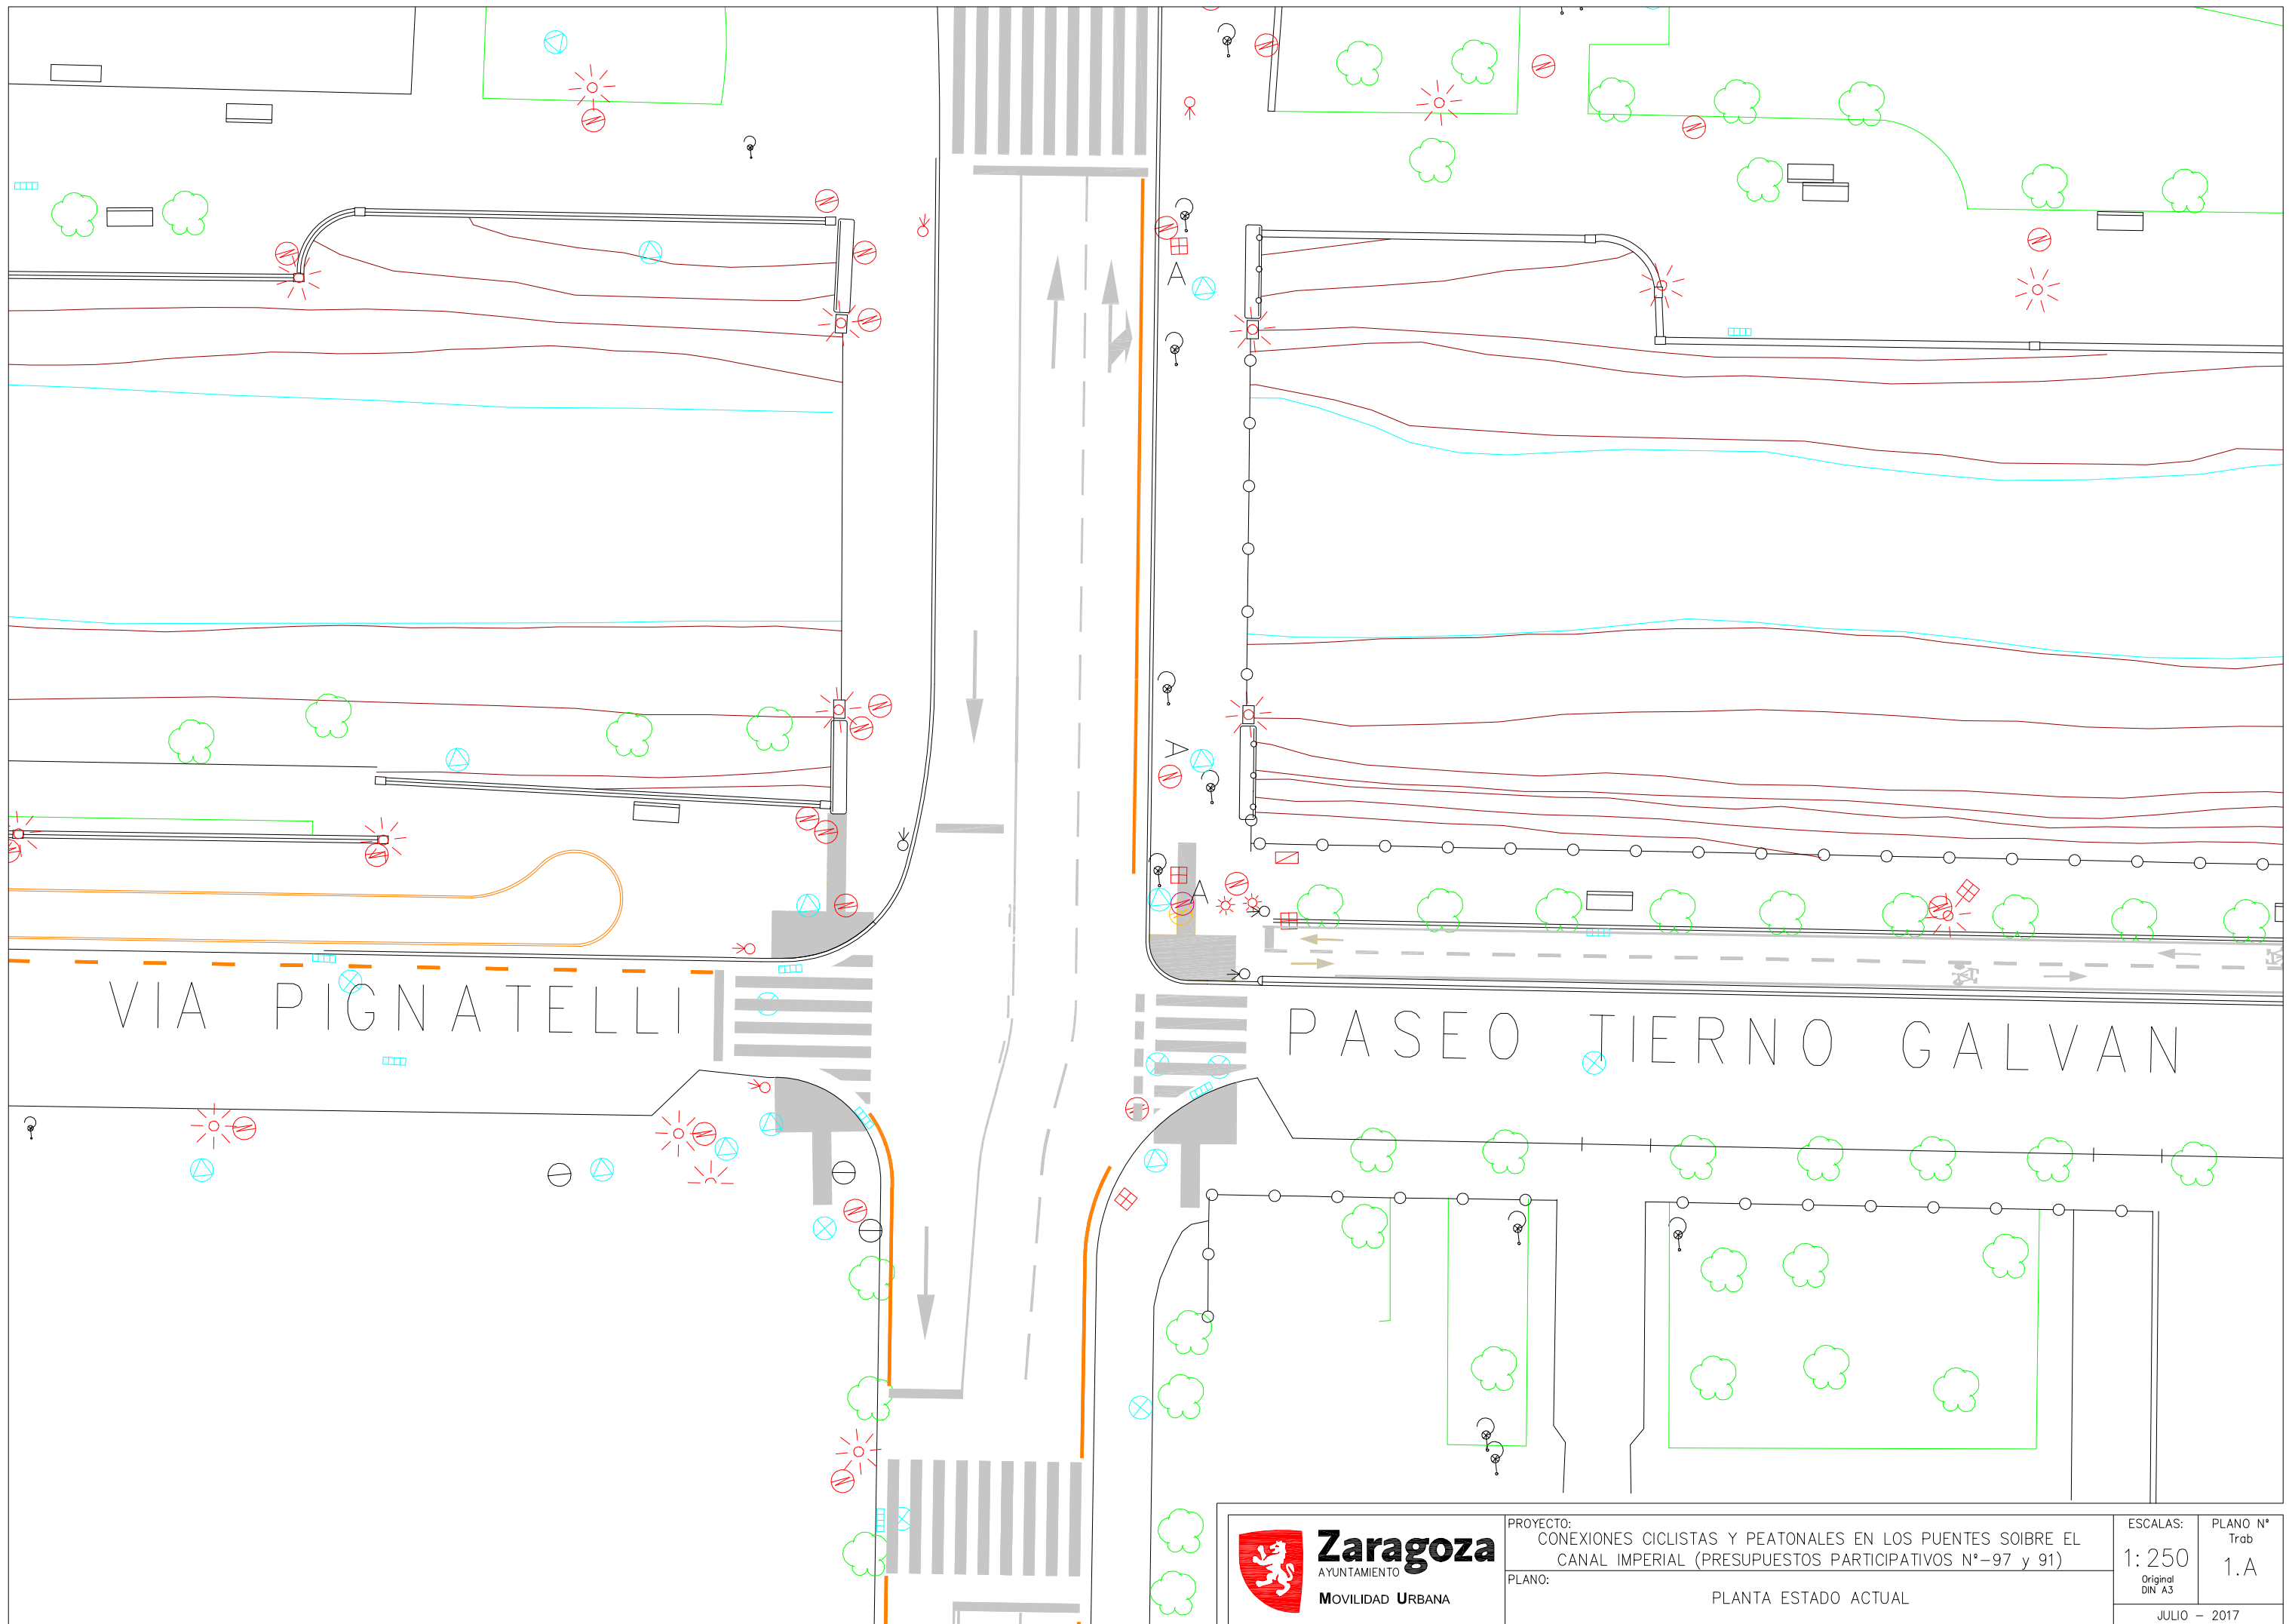 A
A
A
VIA PIGNATELLI
PASEO TIERNO GALVAN
Zaragoza
AYUNTAMIENTO
MOVILIDAD URBANA
PROYECTO:
CONEXIONES CICLISTAS Y PEATONALES EN LOS PUENTES SOIBRE EL
CANAL IMPERIAL (PRESUPUESTOS PARTICIPATIVOS Nº-97 y 91)
PLANO:
PLANTA ESTADO ACTUAL
ESCALAS:
1: 250
Original
DIN A3
PLANO Nº
Trab
1.A
JULIO - 2017